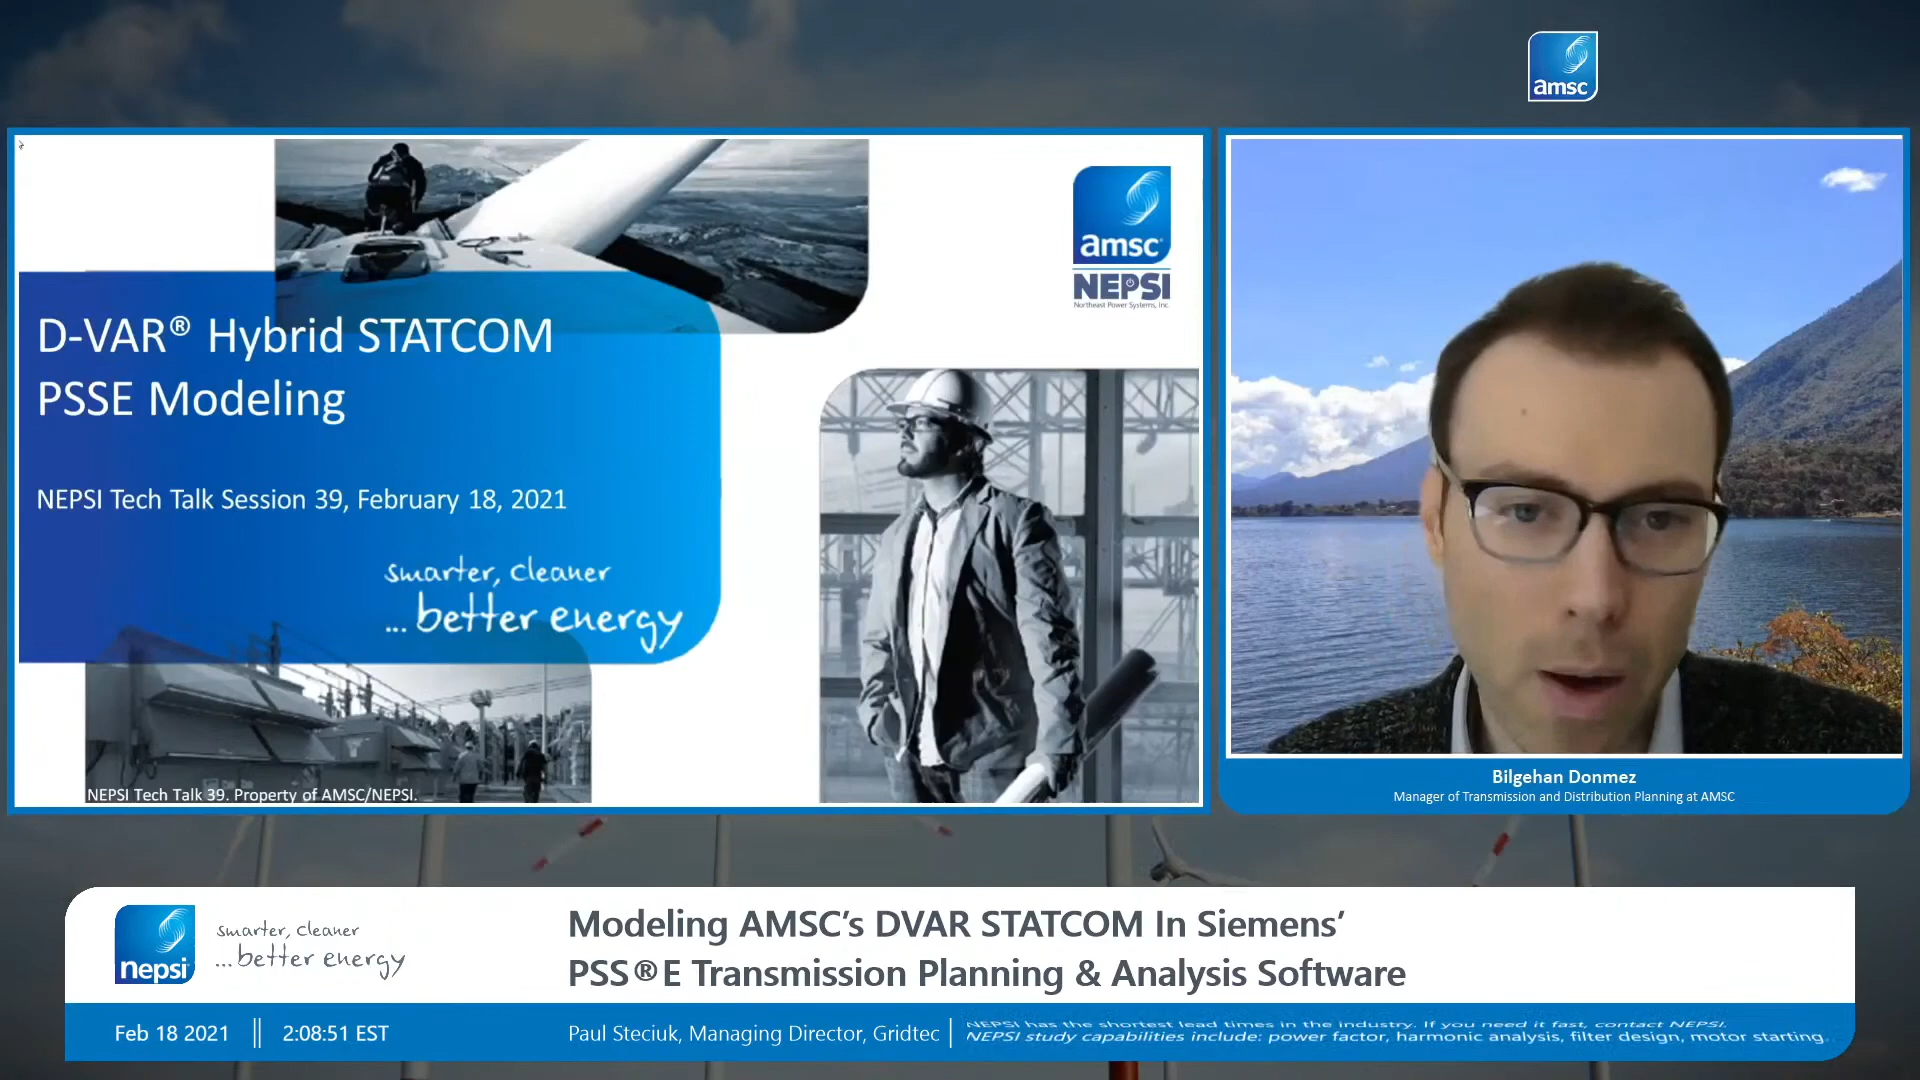 amsc
amsc
NEPSI
Northeast Power Systems, Inc.
D-VAR® Hybrid STATCOM
PSSE Modeling
NEPSI Tech Talk Session 39, February 18, 2021
smarter, cleaner
... better energy
NEPSI Tech Talk 39. Property of AMSC/NEPSI.
Bilgehan Donmez
Manager of Transmission and Distribution Planning at AMSC
nepsi
smarter, cleaner
...better energy
Modeling AMSC’s DVAR STATCOM In Siemens’
PSS®E Transmission Planning & Analysis Software
Feb 18 2021 || 2:08:51 EST
Paul Steciuk, Managing Director, Gridtec |
NEPSI has the shortest lead times in the industry. If you need it fast, contact NEPSI.
NEPSI study capabilities include: power factor, harmonic analysis, filter design, motor starting.